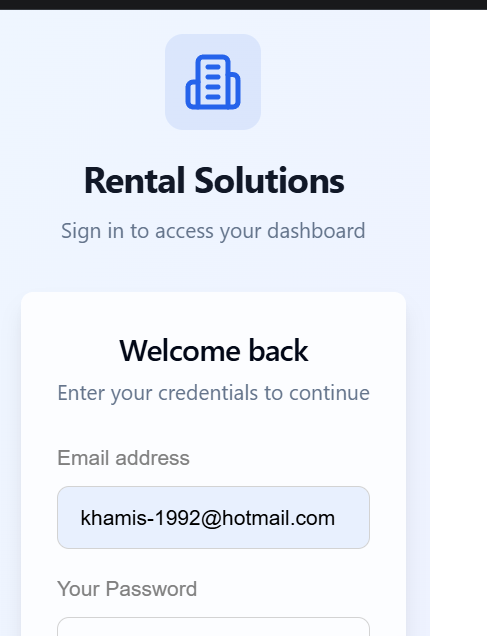 Rental Solutions
Sign in to access your dashboard
Welcome back
Enter your credentials to continue
Email address
khamis-1992@hotmail.com
Your Password